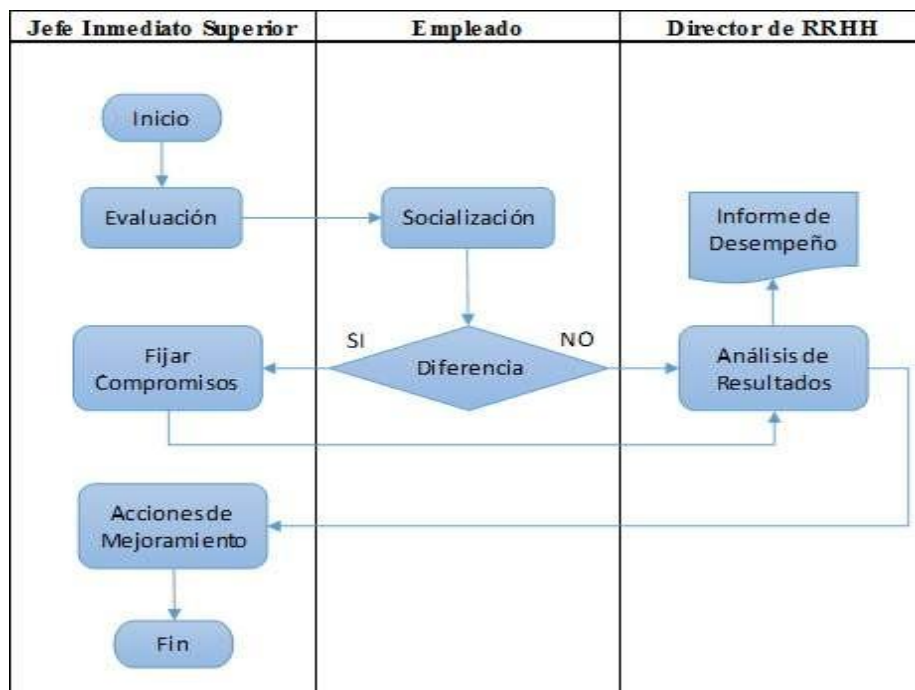 Jefe Inmediato Superior
Empleado
Director de RRHH
Inicio
Evaluación
Socialización
Informe de
Desempeño
SI
NO
Fijar
Compromisos
Diferencia
Análisis de
Resultados
Acciones de
Mejoramiento
Fin